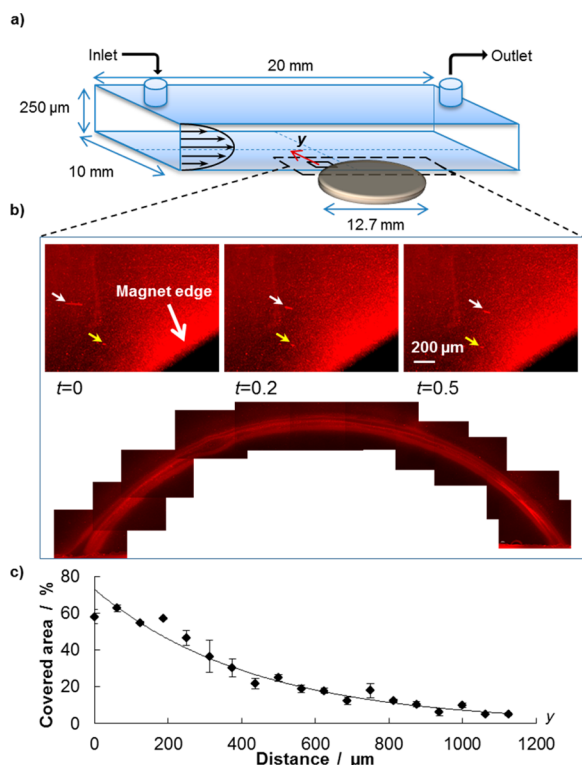 a)
Inlet
Outlet
20 mm
250 µm
10 mm
y
12.7 mm
b)
Magnet edge
200 µm
t=0
t=0.2
t=0.5
c)
Covered area / %
80
60
40
20
0
0
200
400
600
800
1000
1200
y
Distance / µm